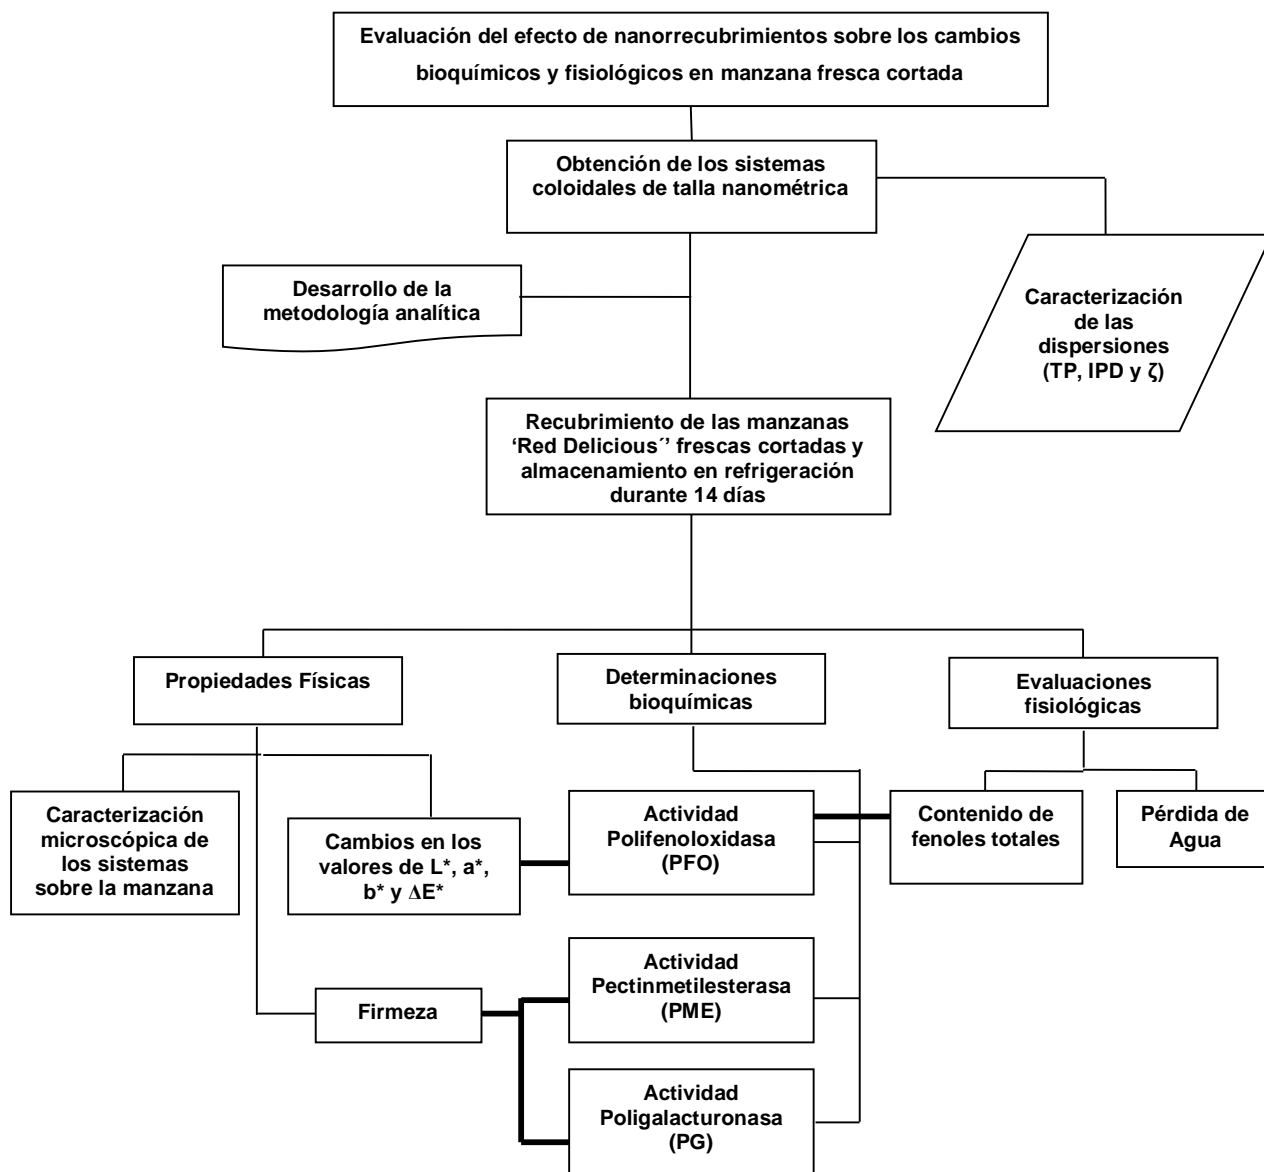 Evaluación del efecto de nanorrecubrimientos sobre los cambios
bioquímicos y fisiológicos en manzana fresca cortada
Obtención de los sistemas
coloidales de talla nanométrica
Desarrollo de la
metodología analítica
Caracterización
de las
dispersiones
(TP, IPD y ζ)
Recubrimiento de las manzanas
‘Red Delicious´’ frescas cortadas y
almacenamiento en refrigeración
durante 14 días
Propiedades Físicas
Determinaciones
bioquímicas
Evaluaciones
fisiológicas
Caracterización
microscópica de
los sistemas
sobre la manzana
Cambios en los
valores de L*, a*,
b* y ΔE*
Actividad
Polifenoloxidasa
(PFO)
Contenido de
fenoles totales
Pérdida de
Agua
Firmeza
Actividad
Pectinmetilesterasa
(PME)
Actividad
Poligalacturonasa
(PG)